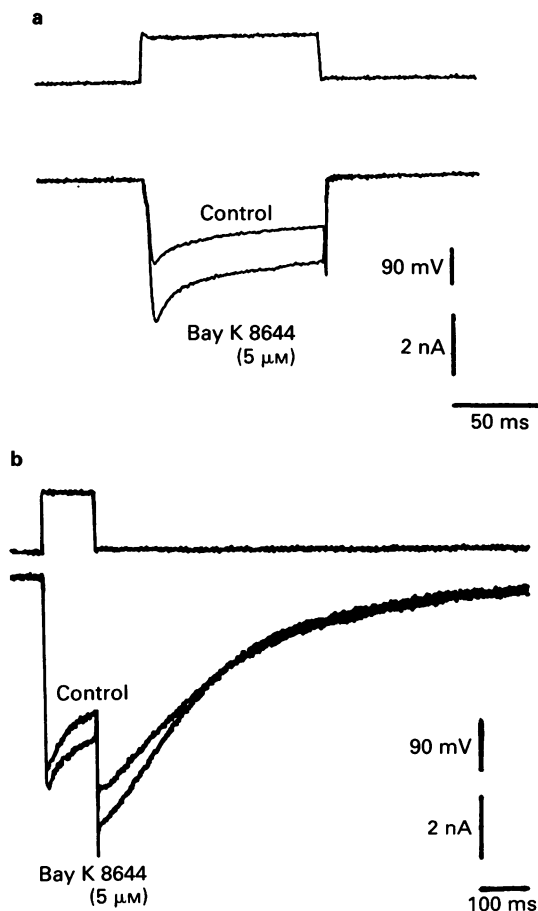 a
Control
90 mV
Bay K 8644
(5 μM)
2 nA
50 ms
b
Control
90 mV
2 nA
Bay K 8644
(5 μM)
100 ms